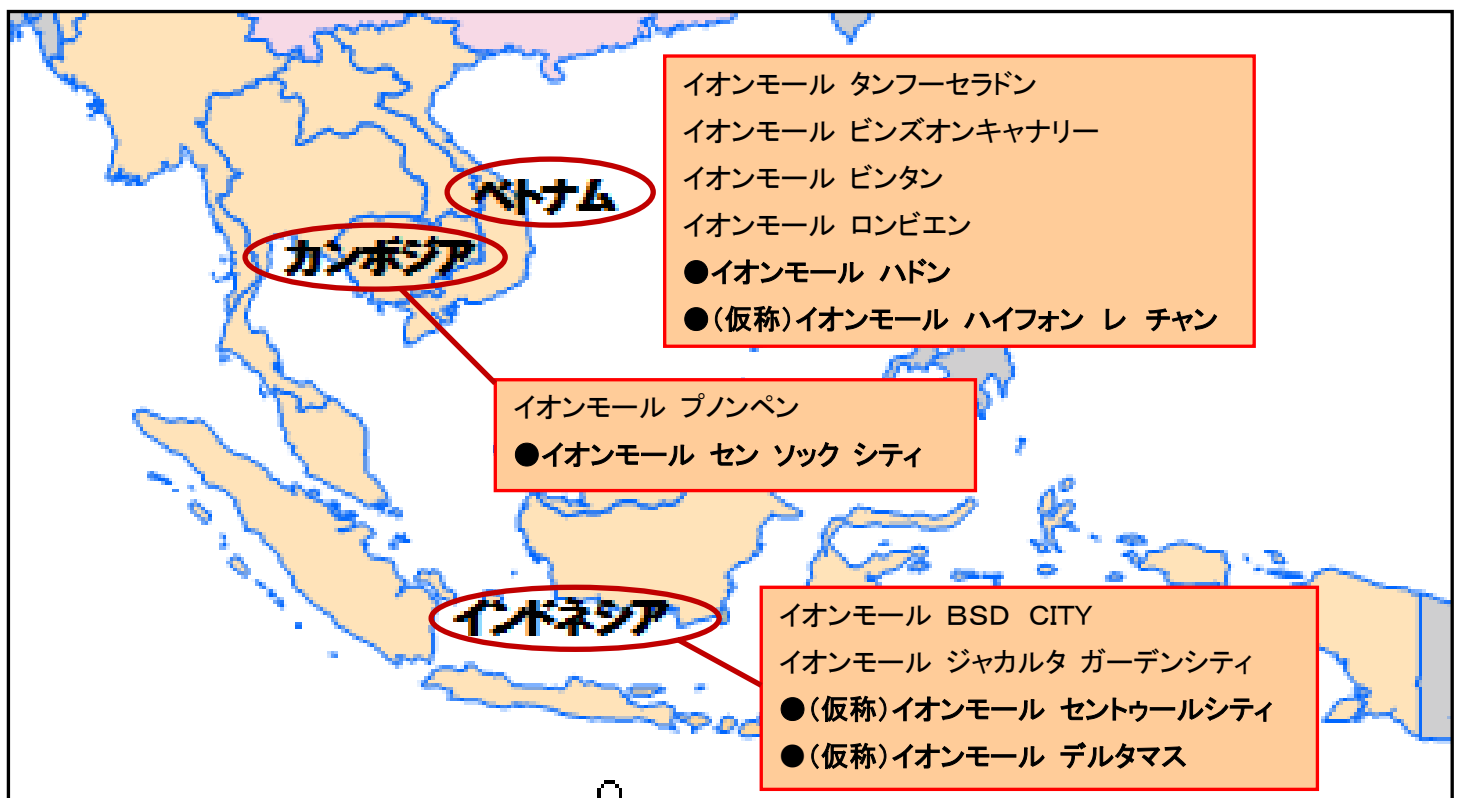 ベトナム
イオンモール タンフーセラドン
イオンモール ビンズオンキャナリー
イオンモール ビンタン
イオンモール ロンビエン
●イオンモール ハドン
●(仮称)イオンモール ハイフォン レ チャン
カンボジア
イオンモール プノンペン
●イオンモール セン ソック シティ
インドネシア
イオンモール BSD CITY
イオンモール ジャカルタ ガーデンシティ
●(仮称)イオンモール セントゥールシティ
●(仮称)イオンモール デルタマス